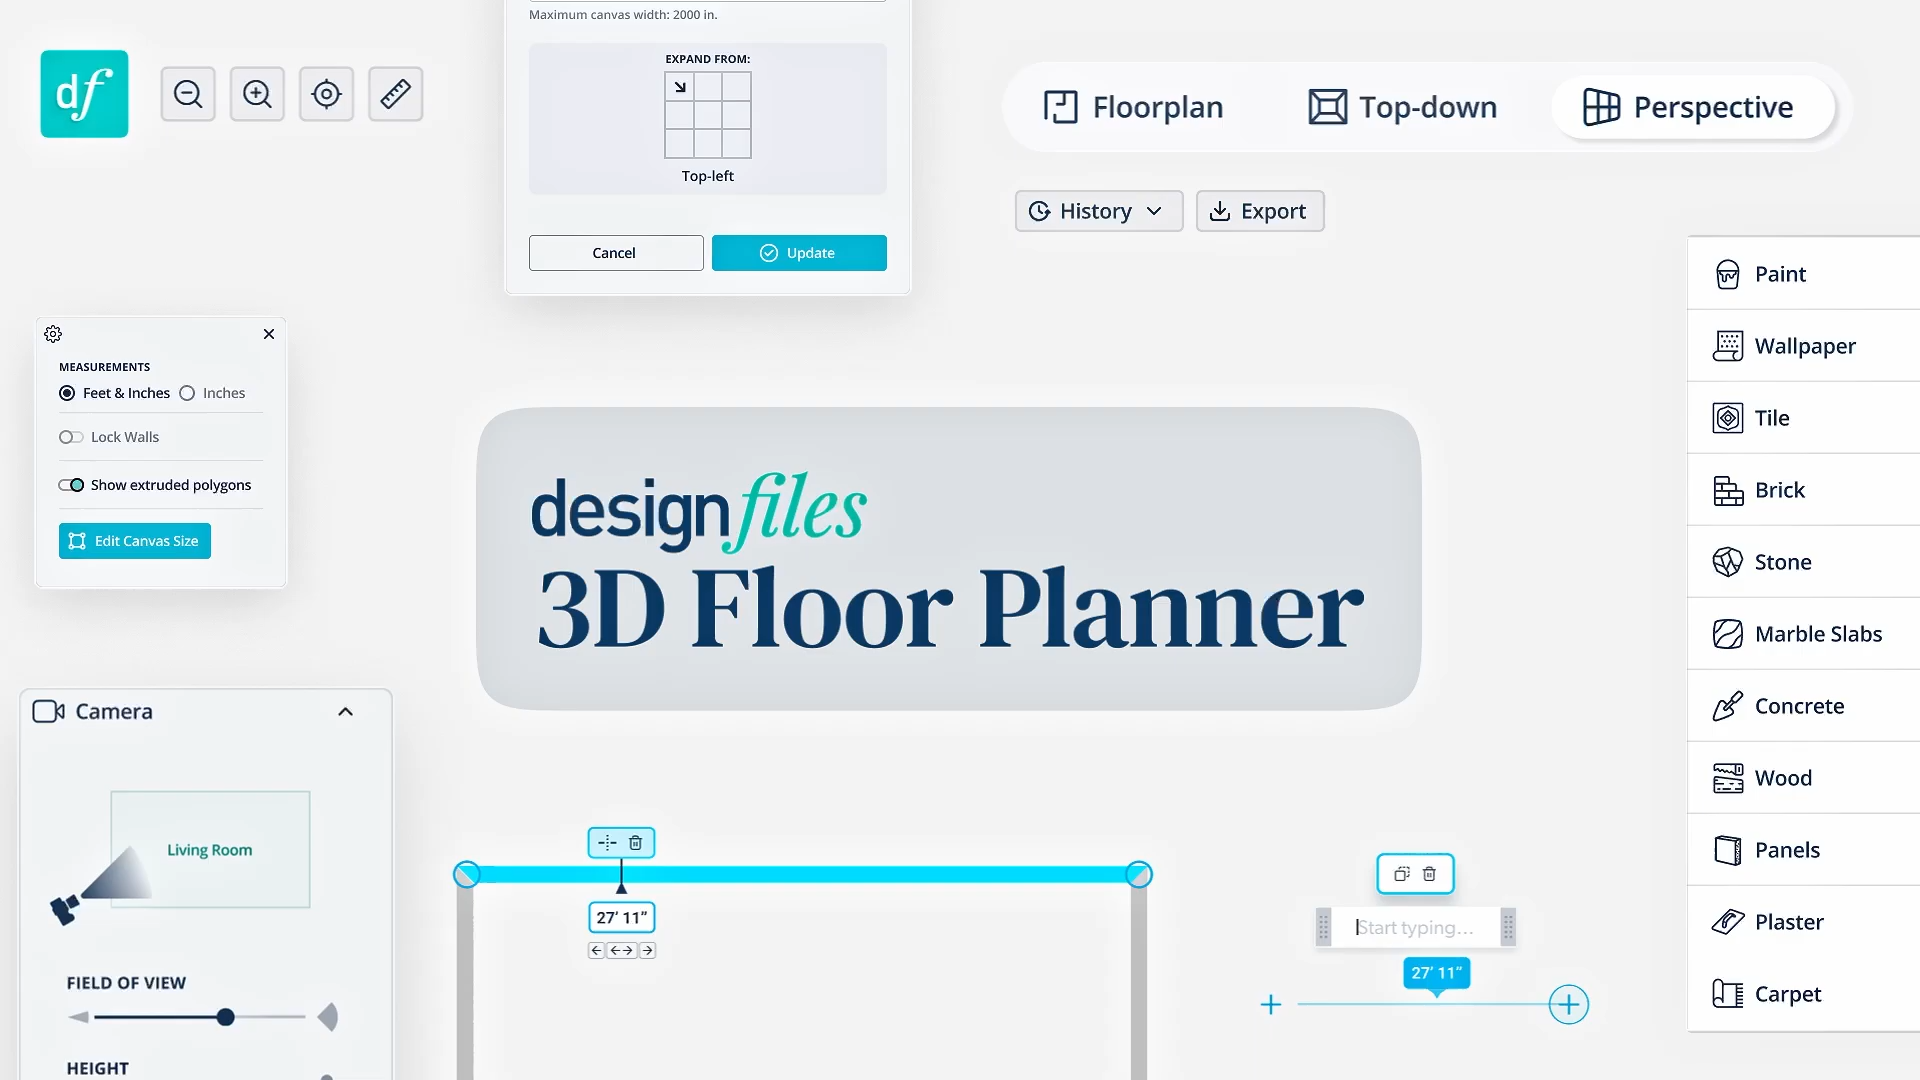 Maximum canvas width: 2000 in.
EXPAND FROM:
Top-left
Cancel
Update
df
Floorplan
Top-down
Perspective
History
Export
MEASUREMENTS
Feet & Inches
Inches
Lock Walls
Show extruded polygons
Edit Canvas Size
designfiles
3D Floor Planner
Paint
Wallpaper
Tile
Brick
Stone
Marble Slabs
Concrete
Wood
Panels
Plaster
Carpet
Camera
Living Room
FIELD OF VIEW
HEIGHT
27’ 11”
Start typing...
27’ 11”